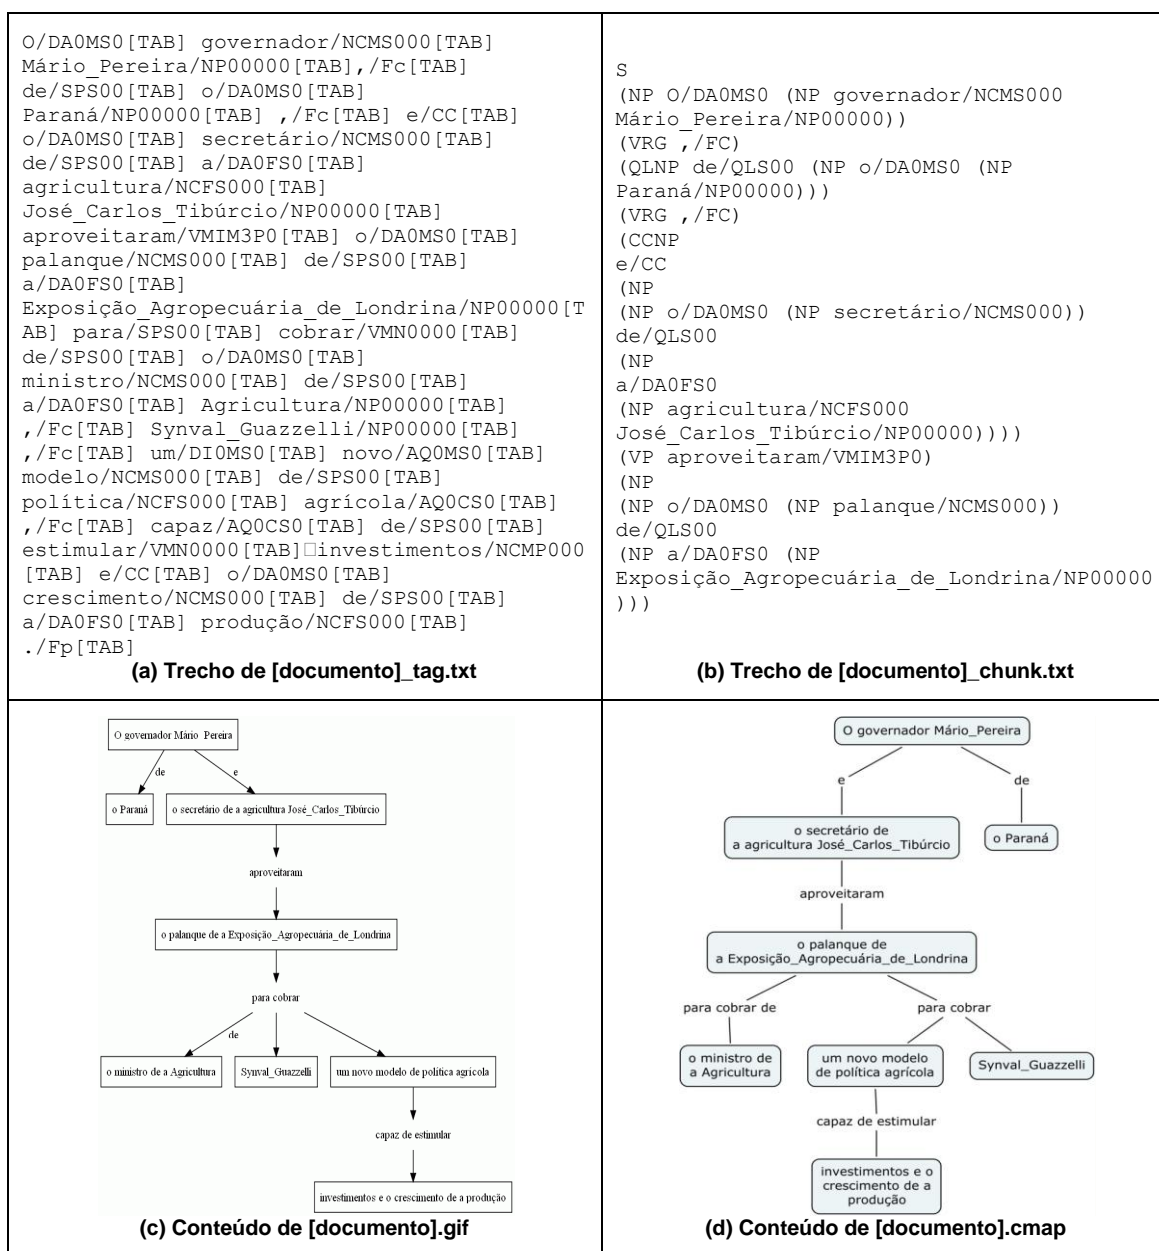 O/DA0MS0[TAB] governador/NCMS000[TAB]
Mário_Pereira/NP00000[TAB],/Fc[TAB]
de/SPS00[TAB] o/DA0MS0[TAB]
Paraná/NP00000[TAB] ,/Fc[TAB] e/CC[TAB]
o/DA0MS0[TAB] secretário/NCMS000[TAB]
de/SPS00[TAB] a/DA0FS0[TAB]
agricultura/NCFS000[TAB]
José_Carlos_Tibúrcio/NP00000[TAB]
aproveitaram/VMIM3P0[TAB] o/DA0MS0[TAB]
palanque/NCMS000[TAB] de/SPS00[TAB]
a/DA0FS0[TAB]
Exposição_Agropecuária_de_Londrina/NP00000[T
AB] para/SPS00[TAB] cobrar/VMN0000[TAB]
de/SPS00[TAB] o/DA0MS0[TAB]
ministro/NCMS000[TAB] de/SPS00[TAB]
a/DA0FS0[TAB] Agricultura/NP00000[TAB]
,/Fc[TAB] Synval_Guazzelli/NP00000[TAB]
,/Fc[TAB] um/DI0MS0[TAB] novo/AQ0MS0[TAB]
modelo/NCMS000[TAB] de/SPS00[TAB]
política/NCFS000[TAB] agrícola/AQ0CS0[TAB]
,/Fc[TAB] capaz/AQ0CS0[TAB] de/SPS00[TAB]
estimular/VMN0000[TAB]□investimentos/NCMP000
[TAB] e/CC[TAB] o/DA0MS0[TAB]
crescimento/NCMS000[TAB] de/SPS00[TAB]
a/DA0FS0[TAB] produção/NCFS000[TAB]
./Fp[TAB]
(a) Trecho de [documento]_tag.txt
S
(NP O/DA0MS0 (NP governador/NCMS000
Mário_Pereira/NP00000))
(VRG ,/FC)
(QLNP de/QLS00 (NP o/DA0MS0 (NP
Paraná/NP00000)))
(VRG ,/FC)
(CCNP
e/CC
(NP
(NP o/DA0MS0 (NP secretário/NCMS000))
de/QLS00
(NP
a/DA0FS0
(NP agricultura/NCFS000
José_Carlos_Tibúrcio/NP00000))))
(VP aproveitaram/VMIM3P0)
(NP
(NP o/DA0MS0 (NP palanque/NCMS000))
de/QLS00
(NP a/DA0FS0 (NP
Exposição_Agropecuária_de_Londrina/NP00000
)))
(b) Trecho de [documento]_chunk.txt
O governador Mário_Pereira
de
e
o Paraná
o secretário de a agricultura José_Carlos_Tibúrcio
aproveitaram
o palanque de a Exposição_Agropecuária_de_Londrina
para cobrar
de
o ministro de a Agricultura
Synval_Guazzelli
um novo modelo de política agrícola
capaz de estimular
investimentos e o crescimento de a produção
(c) Conteúdo de [documento].gif
O governador Mário_Pereira
e
de
o secretário de
a agricultura José_Carlos_Tibúrcio
o Paraná
aproveitaram
o palanque de
a Exposição_Agropecuária_de_Londrina
para cobrar de
para cobrar
o ministro de
a Agricultura
um novo modelo
de política agrícola
Synval_Guazzelli
capaz de estimular
investimentos e o
crescimento de a
produção
(d) Conteúdo de [documento].cmap